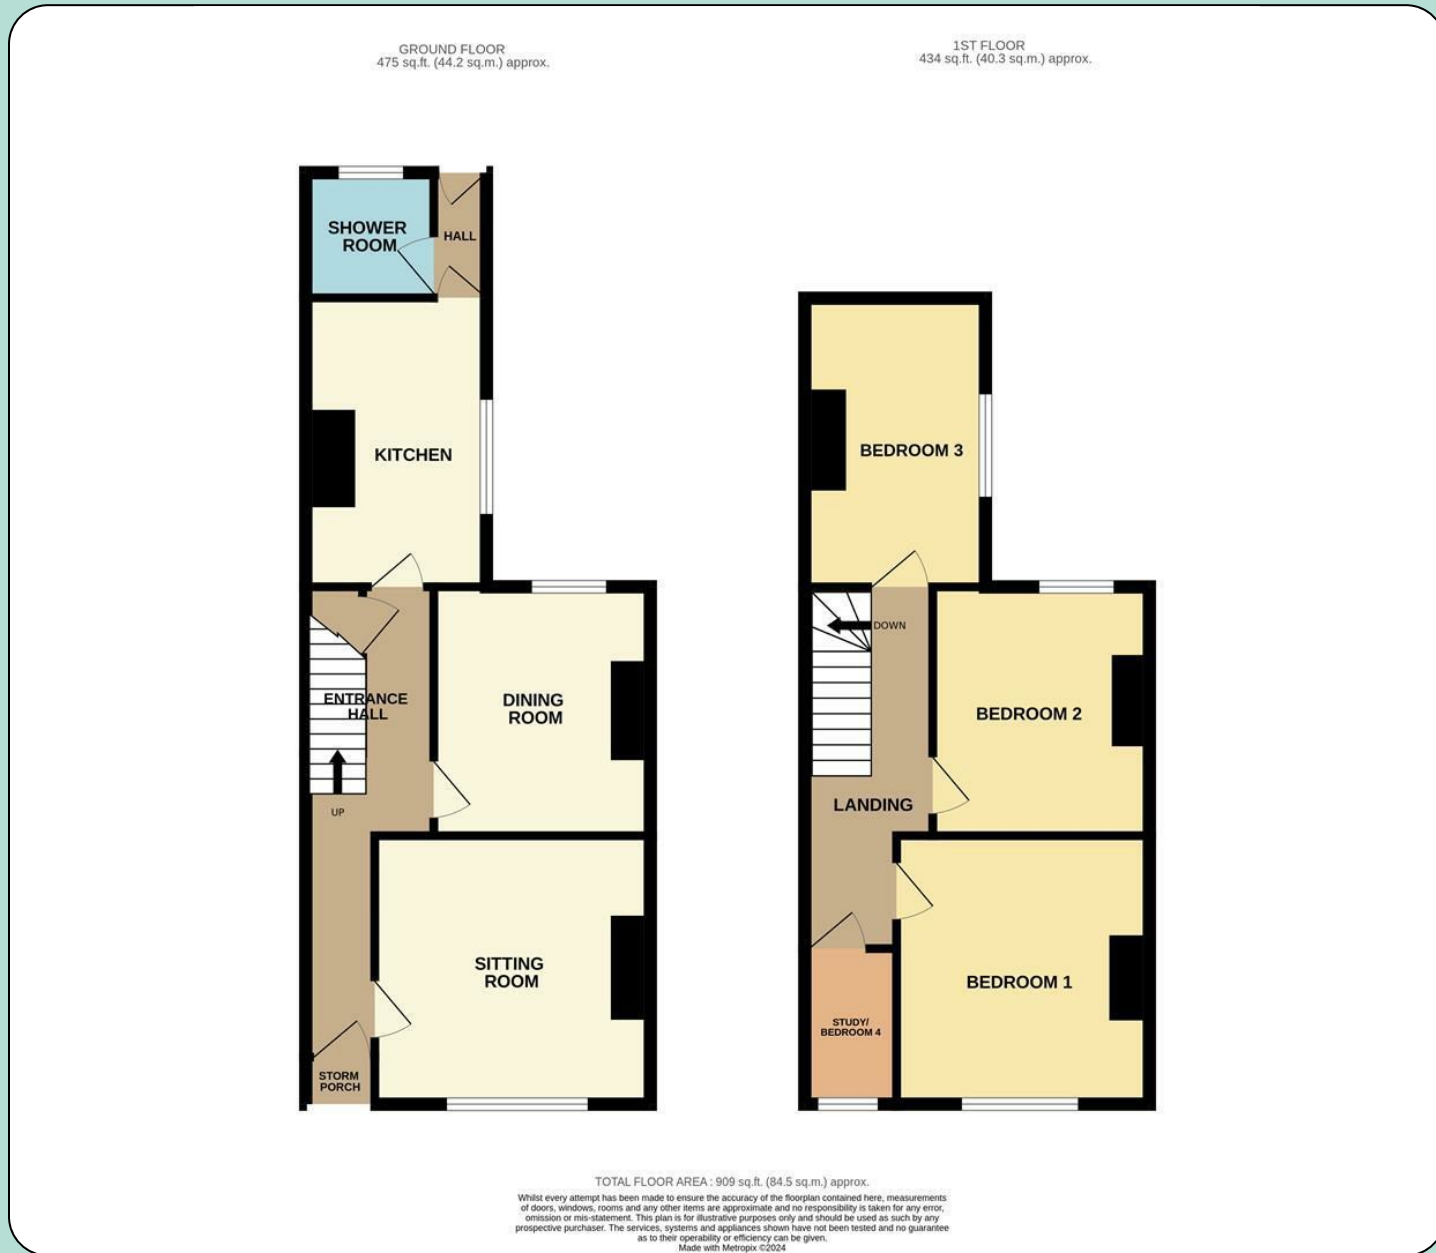 GROUND FLOOR
475 sq.ft. (44.2 sq.m.) approx.
1ST FLOOR
434 sq.ft. (40.3 sq.m.) approx.
SHOWER
ROOM
HALL
KITCHEN
ENTRANCE
HALL
UP
DINING
ROOM
SITTING
ROOM
STORM
PORCH
BEDROOM 3
DOWN
BEDROOM 2
LANDING
BEDROOM 1
STUDY/
BEDROOM 4
TOTAL FLOOR AREA : 909 sq.ft. (84.5 sq.m.) approx.
Whilst every attempt has been made to ensure the accuracy of the floorplan contained here, measurements
of doors, windows, rooms and any other items are approximate and no responsibility is taken for any error,
omission or mis-statement. This plan is for illustrative purposes only and should be used as such by any
prospective purchaser. The services, systems and appliances shown have not been tested and no guarantee
as to their operability or efficiency can be given.
Made with Metropix ©2024